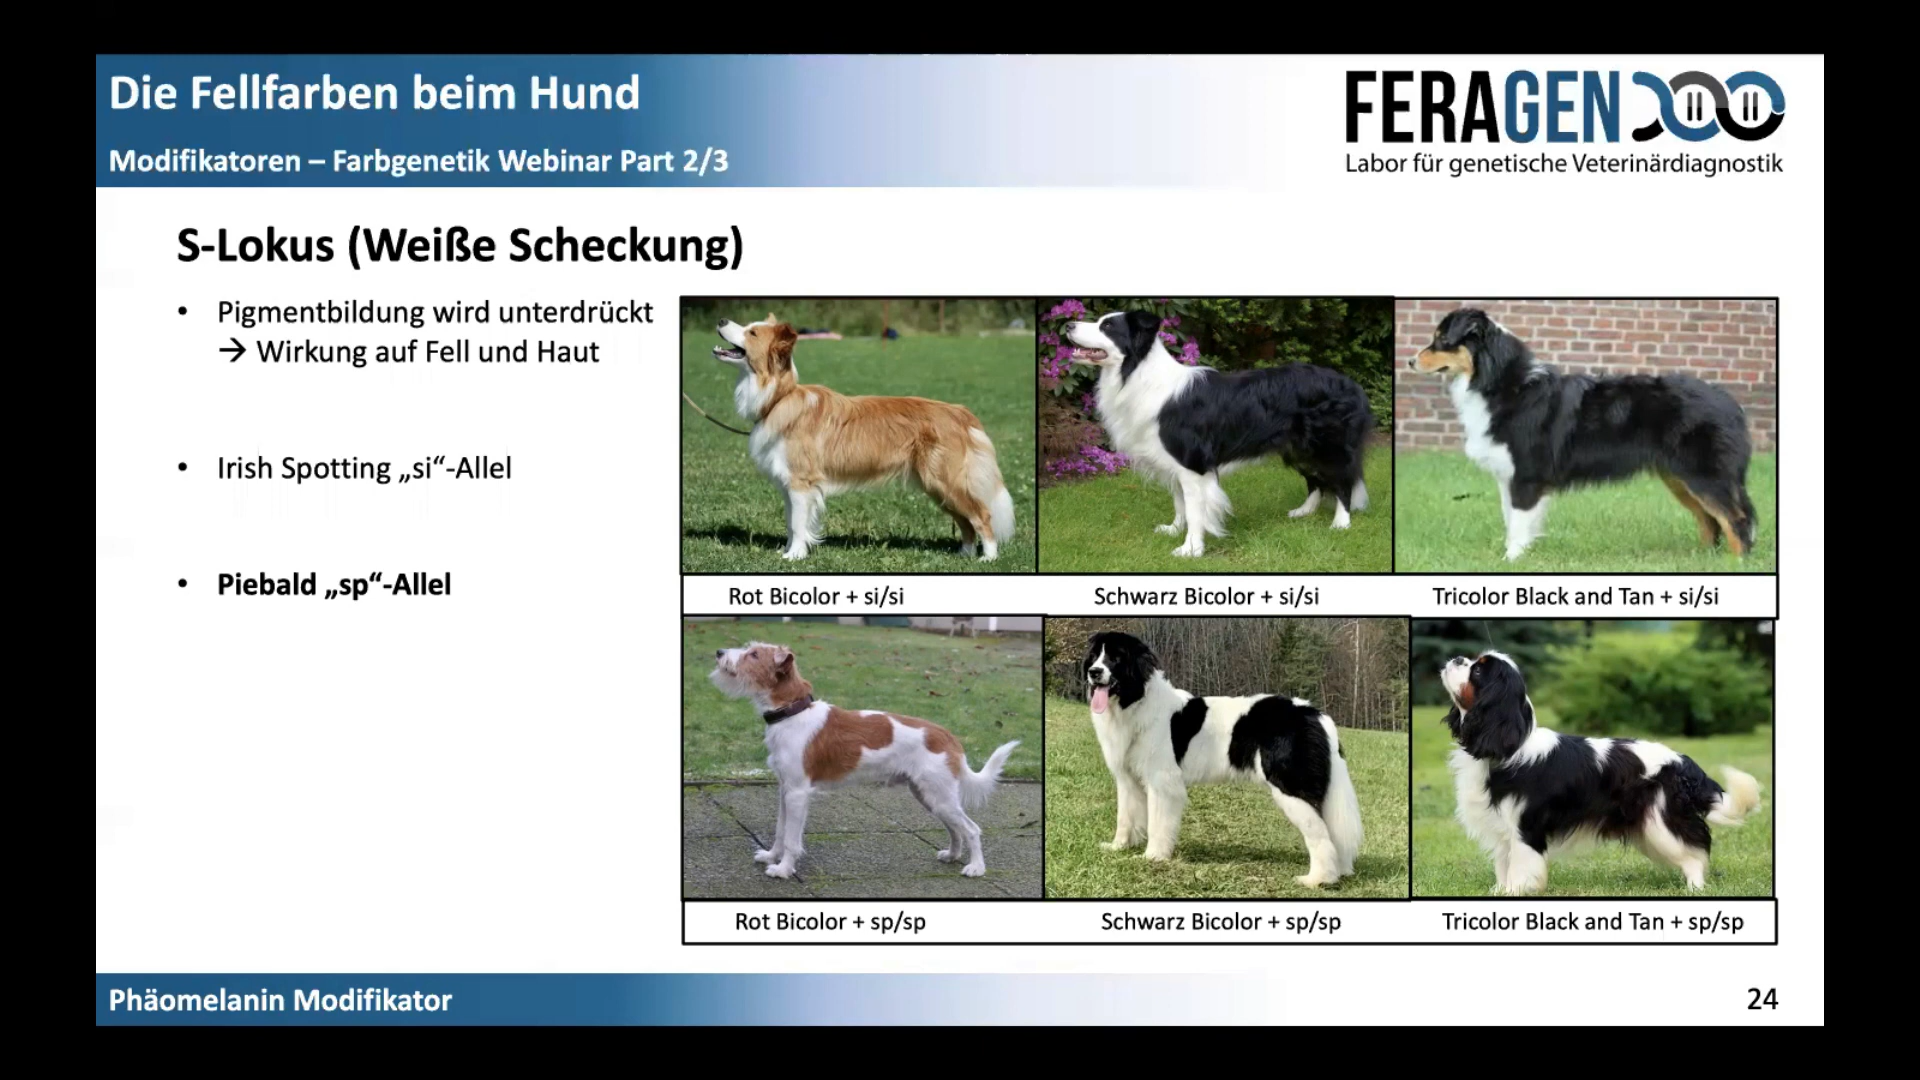 Die Fellfarben beim Hund
Modifikatoren – Farbgenetik Webinar Part 2/3
FERAGEN
Labor für genetische Veterinärdiagnostik
S-Lokus (Weiße Scheckung)
• Pigmentbildung wird unterdrückt
→ Wirkung auf Fell und Haut
• Irish Spotting „si“-Allel
• Piebald „sp“-Allel
Rot Bicolor + si/si
Schwarz Bicolor + si/si
Tricolor Black and Tan + si/si
Rot Bicolor + sp/sp
Schwarz Bicolor + sp/sp
Tricolor Black and Tan + sp/sp
Phäomelanin Modifikator
24